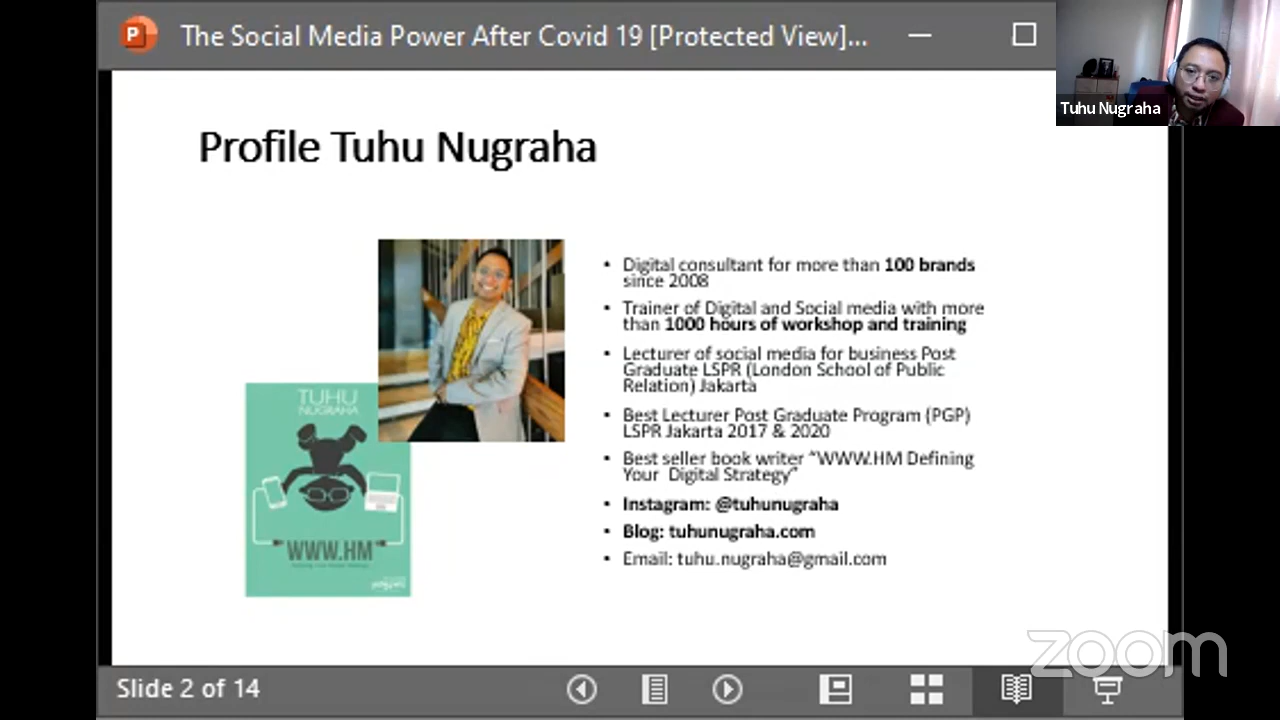 The Social Media Power After Covid 19 [Protected View]...
Tuhu Nugraha
Profile Tuhu Nugraha
• Digital consultant for more than 100 brands
since 2008
• Trainer of Digital and Social media with more
than 1000 hours of workshop and training
• Lecturer of social media for business Post
Graduate LSPR (London School of Public
Relation) Jakarta
• Best Lecturer Post Graduate Program (PGP)
LSPR Jakarta 2017 & 2020
• Best seller book writer “WWW.HM Defining
Your Digital Strategy”
• Instagram: @tuhunugraha
• Blog: tuhunugraha.com
• Email: tuhu.nugraha@gmail.com
TUHU
NUGRAHA
WWW.HM
zoom
Slide 2 of 14